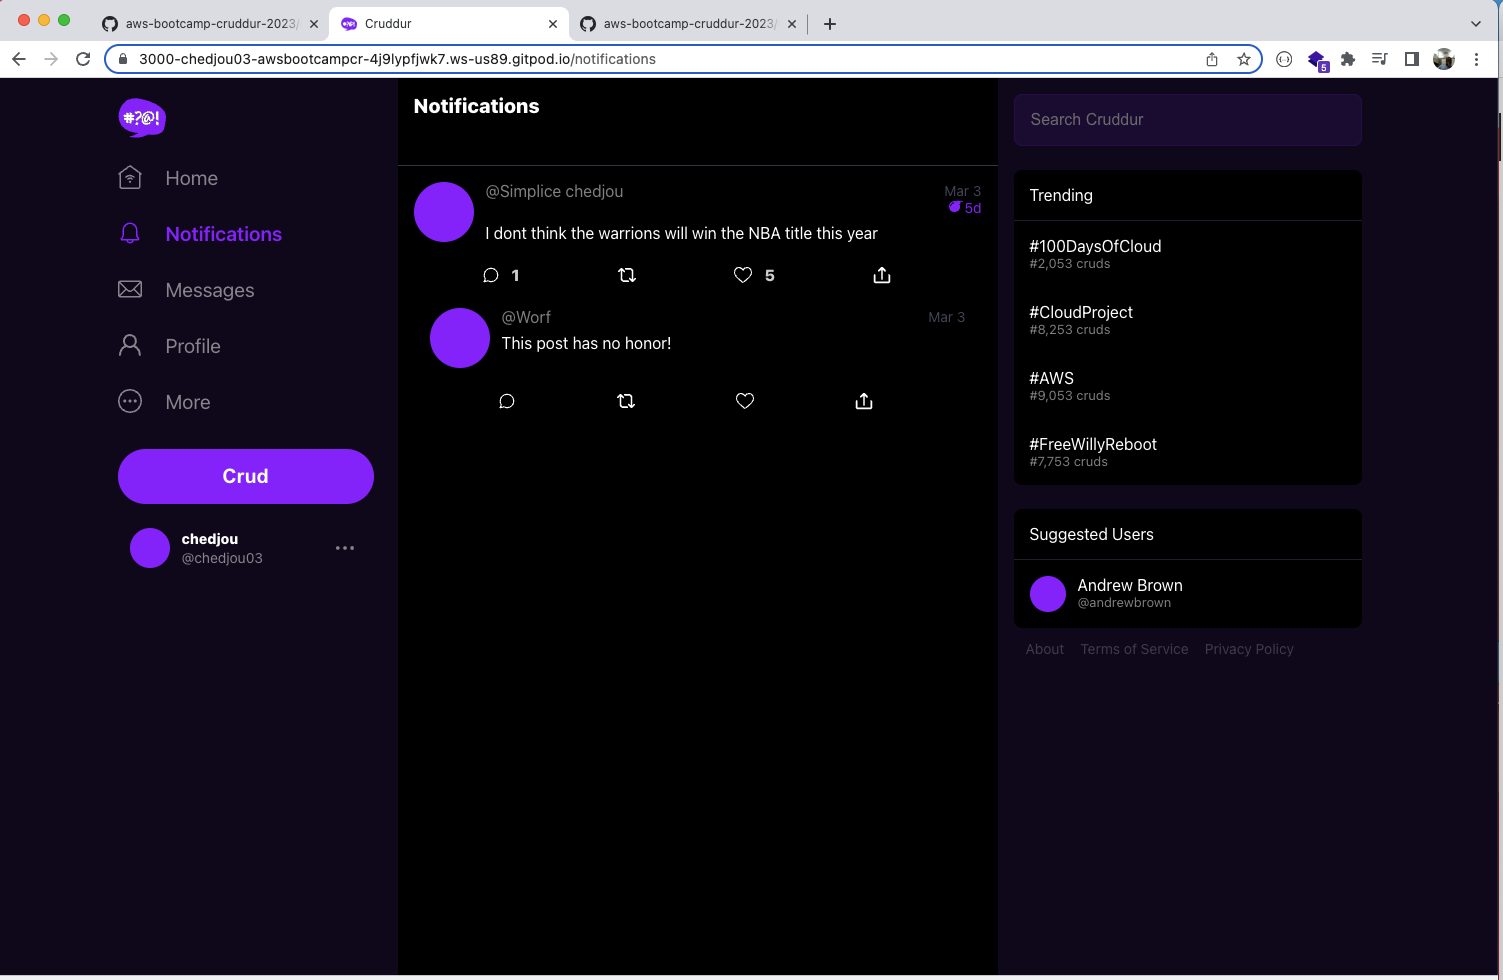 aws-bootcamp-cruddur-2023/
Cruddur
aws-bootcamp-cruddur-2023/
3000-chedjou03-awsbootcampcr-4j9lypfjwk7.ws-us89.gitpod.io/notifications
5
#?@!
Home
Notifications
Messages
Profile
More
Crud
chedjou
@chedjou03
Notifications
@Simplice chedjou
Mar 3
5d
I dont think the warrions will win the NBA title this year
1
5
@Worf
Mar 3
This post has no honor!
Search Cruddur
Trending
#100DaysOfCloud
#2,053 cruds
#CloudProject
#8,253 cruds
#AWS
#9,053 cruds
#FreeWillyReboot
#7,753 cruds
Suggested Users
Andrew Brown
@andrewbrown
About Terms of Service Privacy Policy